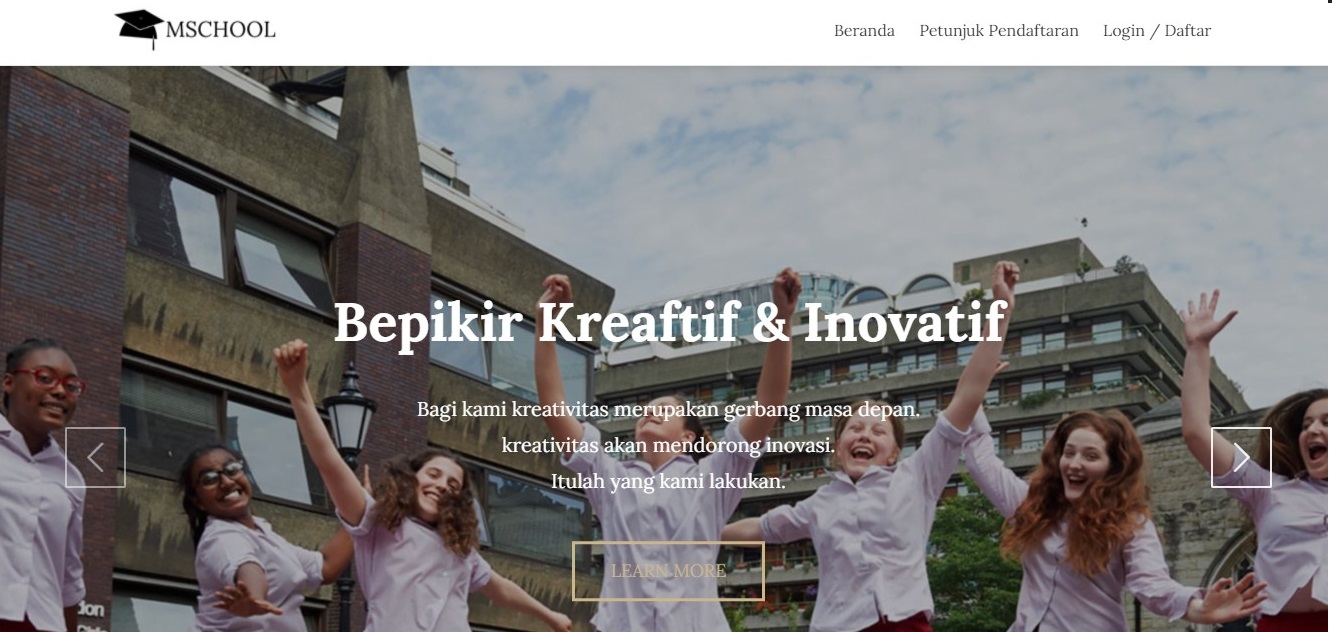 MSCHOOL
Beranda Petunjuk Pendaftaran Login / Daftar
Bepikir Kreaftif & Inovatif
Bagi kami kreativitas merupakan gerbang masa depan.
kreativitas akan mendorong inovasi.
Itulah yang kami lakukan.
LEARN MORE